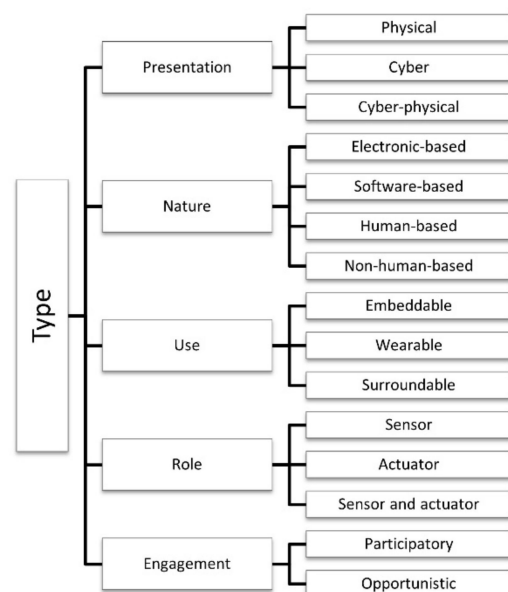 Type
Presentation
Physical
Cyber
Cyber-physical
Nature
Electronic-based
Software-based
Human-based
Non-human-based
Use
Embeddable
Wearable
Surroundable
Role
Sensor
Actuator
Sensor and actuator
Engagement
Participatory
Opportunistic